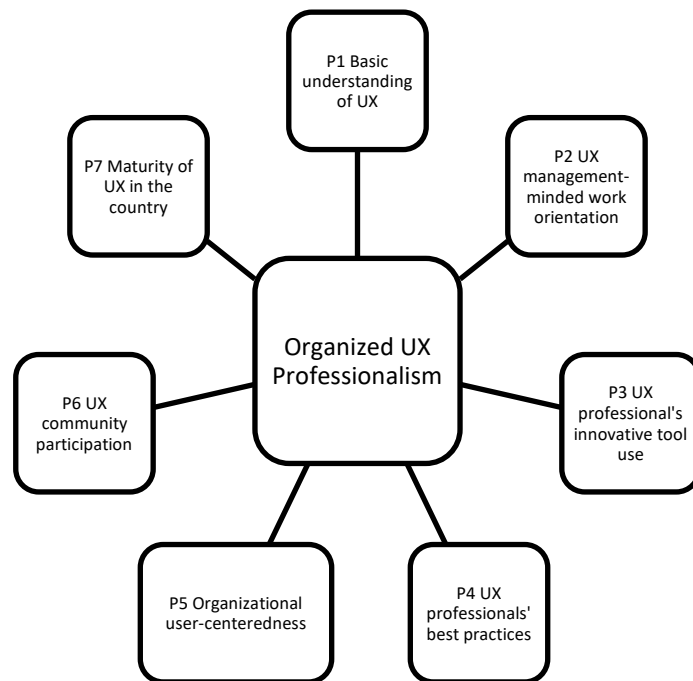 P1 Basic
understanding
of UX
P2 UX
management-
minded work
orientation
P3 UX
professional's
innovative tool
use
P4 UX
professionals'
best practices
P5 Organizational
user-centeredness
P6 UX
community
participation
P7 Maturity of
UX in the
country
Organized UX
Professionalism